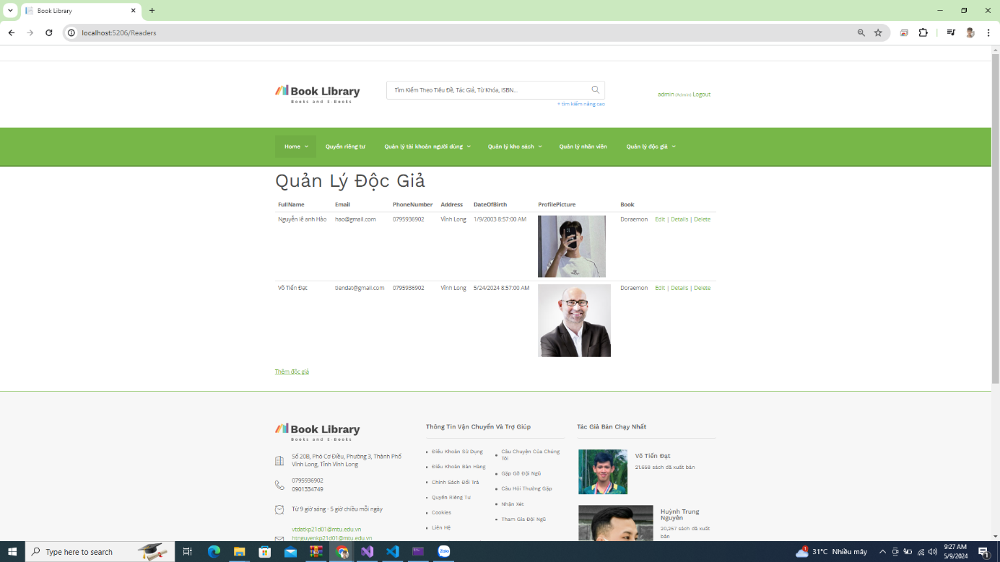 Book Library
localhost:5206/Readers
Book Library
Books and E-Books
Tìm Kiếm Theo Tiêu Đề, Tác Giả, Từ Khóa, ISBN...
+ tìm kiếm nâng cao
admin (Admin) Logout
Home
Quyền riêng tư
Quản lý tài khoản người dùng
Quản lý kho sách
Quản lý nhân viên
Quản lý độc giả
Quản Lý Độc Giả
FullName Email PhoneNumber Address DateOfBirth ProfilePicture Book
Nguyễn lê anh Hào hao@gmail.com 0795936902 Vĩnh Long 1/9/2003 8:57:00 AM Doraemon Edit | Details | Delete
Võ Tiến Đạt tiendat@gmail.com 0795936902 Vĩnh Long 5/24/2024 8:57:00 AM Doraemon Edit | Details | Delete
Thêm độc giả
Book Library
Books and E-Books
Số 20B, Phó Cơ Điều, Phường 3, Thành Phố
Vĩnh Long, Tỉnh Vĩnh Long
0795936902
0901334749
Từ 9 giờ sáng - 5 giờ chiều mỗi ngày
vtdatkp21d01@mtu.edu.vn
htnguyenkp21d01@mtu.edu.vn
Thông Tin Vận Chuyển Và Trợ Giúp
Điều Khoản Sử Dụng
Điều Khoản Bán Hàng
Chính Sách Đổi Trả
Quyền Riêng Tư
Cookies
Liên Hệ
Câu Chuyện Của Chúng
Tôi
Gặp Gỡ Đội Ngũ
Câu Hỏi Thường Gặp
Nhận Xét
Tham Gia Đội Ngũ
Tác Giả Bán Chạy Nhất
Võ Tiến Đạt
21.658 sách đã xuất bản
Huỳnh Trung
Nguyên
20,257 sách đã xuất
bản
Type here to search
Zalo
31°C Nhiều mây
9:27 AM
5/9/2024